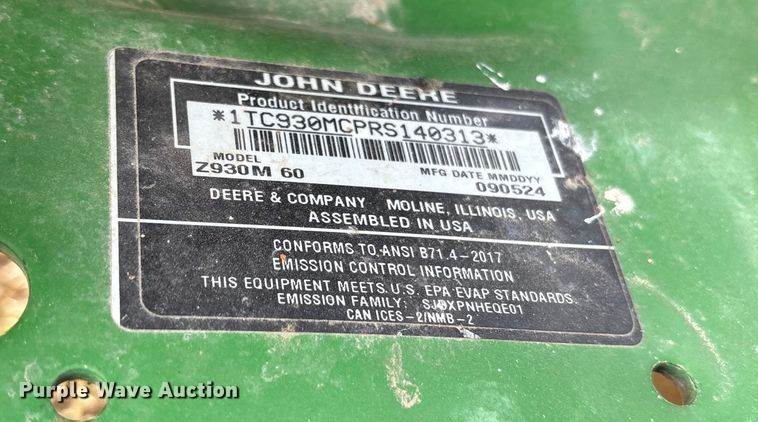 JOHN DEERE
Product Identification Number
*1TC930MCPRS140313*
MODEL MFG DATE MMDDYY
Z930M 60 090524
DEERE & COMPANY MOLINE, ILLINOIS, USA
ASSEMBLED IN USA
CONFORMS TO ANSI B71.4-2017
EMISSION CONTROL INFORMATION
THIS EQUIPMENT MEETS U.S. EPA EVAP STANDARDS
EMISSION FAMILY:
CAN ICES-2/NMB-2
Purple Wave Auction